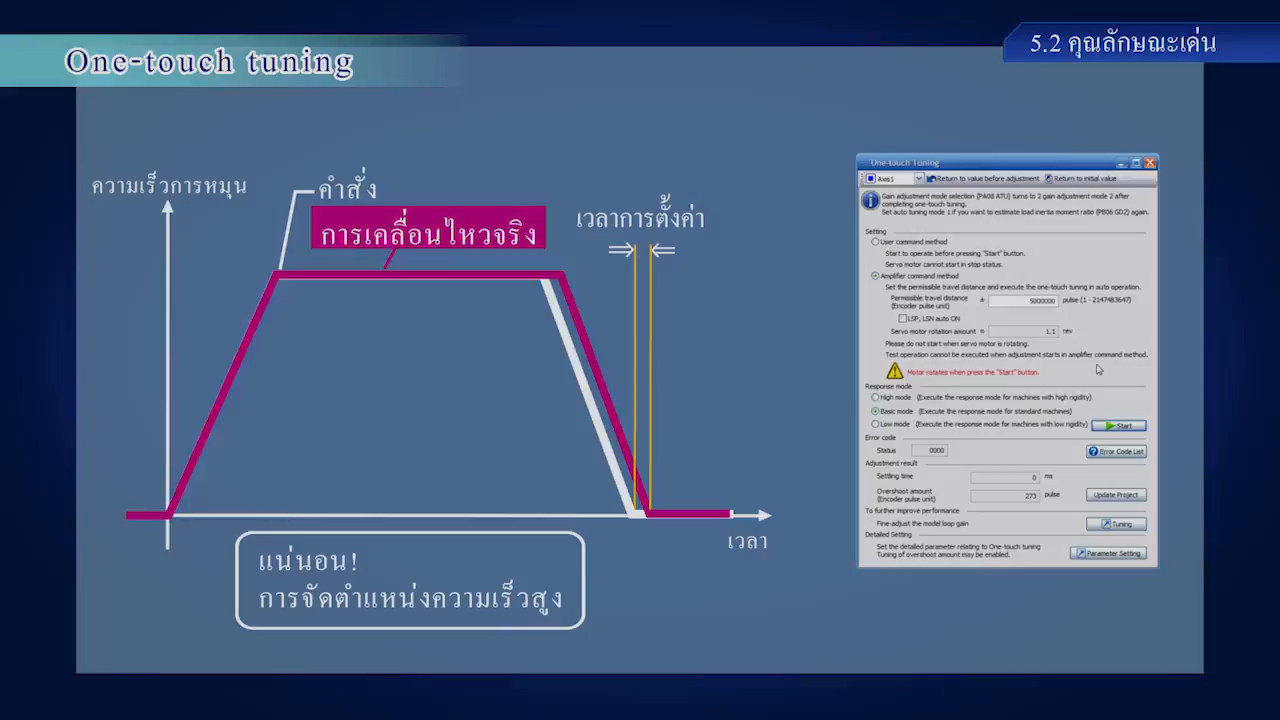 One-touch tuning
5.2 คุณลักษณะเด่น
ความเร็วการหมุน
คำสั่ง
การเคลื่อนไหวจริง
เวลาการตั้งค่า
เวลา
แน่นอน!
การจัดตำแหน่งความเร็วสูง
One-touch Tuning
Axis1
Return to value before adjustment
Return to initial value
Gain adjustment mode selection (PA08 ATU) turns to 2 gain adjustment mode 2 after
completing one-touch tuning.
Set auto tuning mode 1 if you want to estimate load inertia moment ratio (PB06 GD2) again.
Setting
User command method
Start to operate before pressing "Start" button.
Servo motor cannot start in stop status.
Amplifier command method
Set the permissible travel distance and execute the one-touch tuning in auto operation.
Permissible travel distance
(Encoder pulse unit)
5000000 pulse (1 - 2147483647)
LSP, LSN auto ON
Servo motor rotation amount = 1.1 rev
Please do not start when servo motor is rotating.
Test operation cannot be executed when adjustment starts in amplifier command method.
Motor rotates when press the "Start" button.
Response mode
High mode (Execute the response mode for machines with high rigidity)
Basic mode (Execute the response mode for standard machines)
Low mode (Execute the response mode for machines with low rigidity)
Start
Error code
Status 0000
Error Code List
Adjustment result
Settling time 0 ms
Overshoot amount
(Encoder pulse unit) 273 pulse
Update Project
To further improve performance
Fine-adjust the model loop gain
Tuning
Detailed Setting
Set the detailed parameter relating to One-touch tuning
Tuning of overshoot amount may be enabled.
Parameter Setting